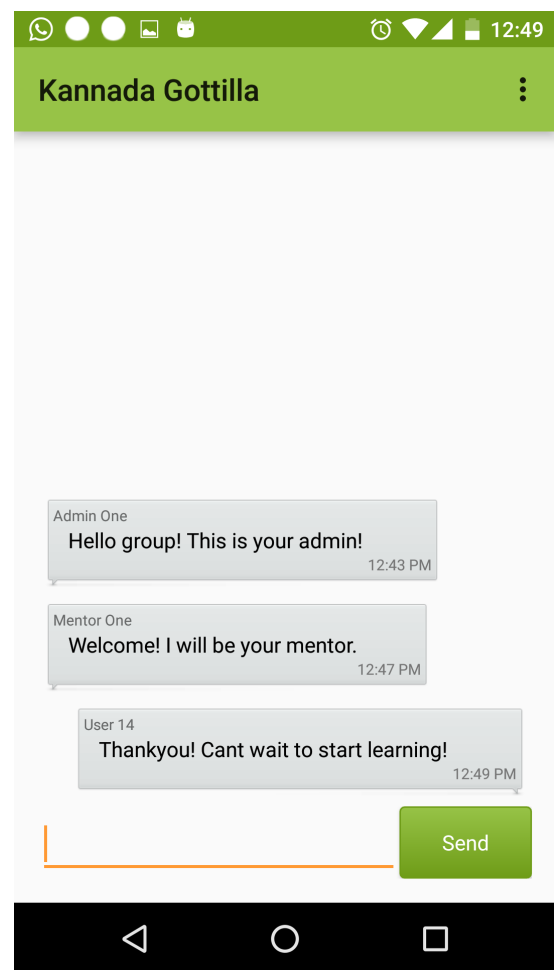 12:49
Kannada Gottilla
Admin One
Hello group! This is your admin!
12:43 PM
Mentor One
Welcome! I will be your mentor.
12:47 PM
User 14
Thankyou! Cant wait to start learning!
12:49 PM
Send